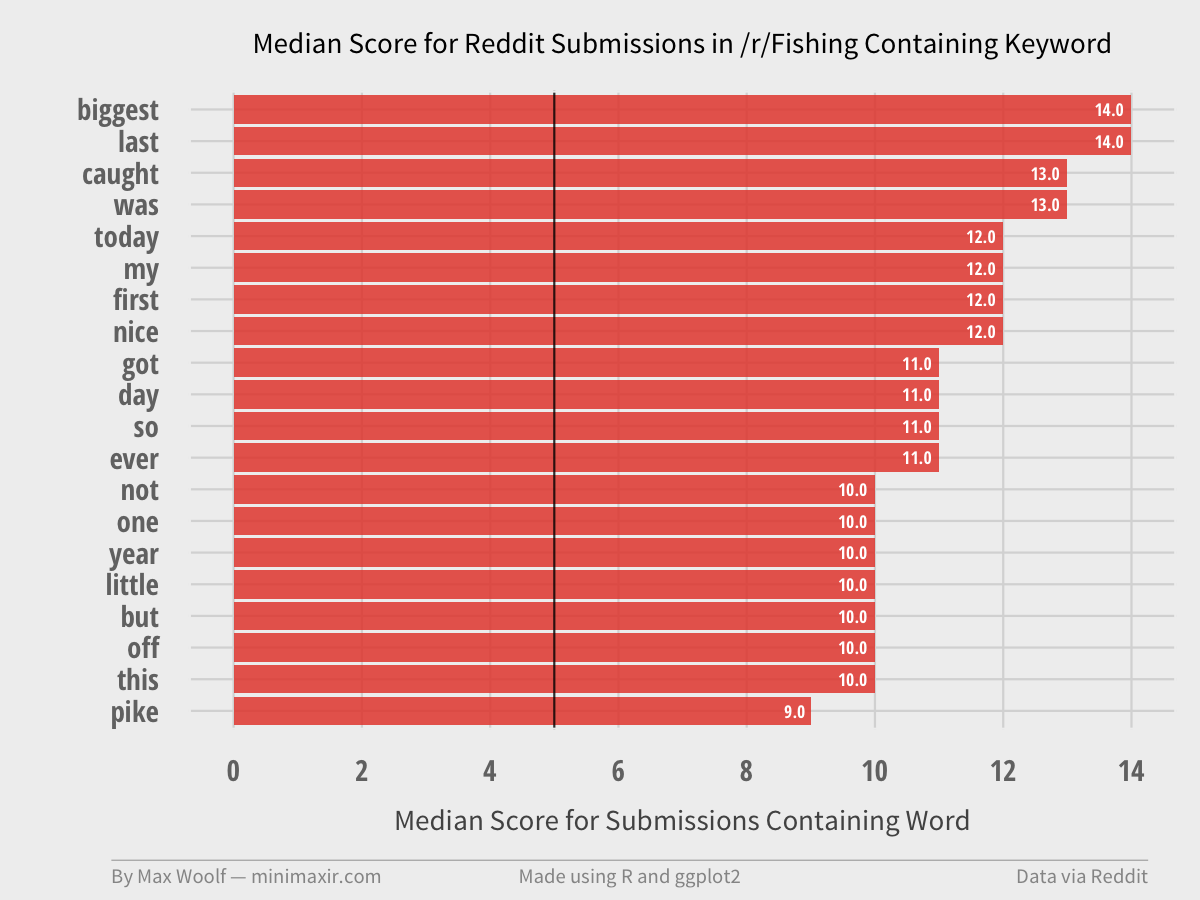 Median Score for Reddit Submissions in /r/Fishing Containing Keyword
biggest 14.0
last 14.0
caught 13.0
was 13.0
today 12.0
my 12.0
first 12.0
nice 12.0
got 11.0
day 11.0
so 11.0
ever 11.0
not 10.0
one 10.0
year 10.0
little 10.0
but 10.0
off 10.0
this 10.0
pike 9.0
0 2 4 6 8 10 12 14
Median Score for Submissions Containing Word
By Max Woolf — minimaxir.com Made using R and ggplot2 Data via Reddit